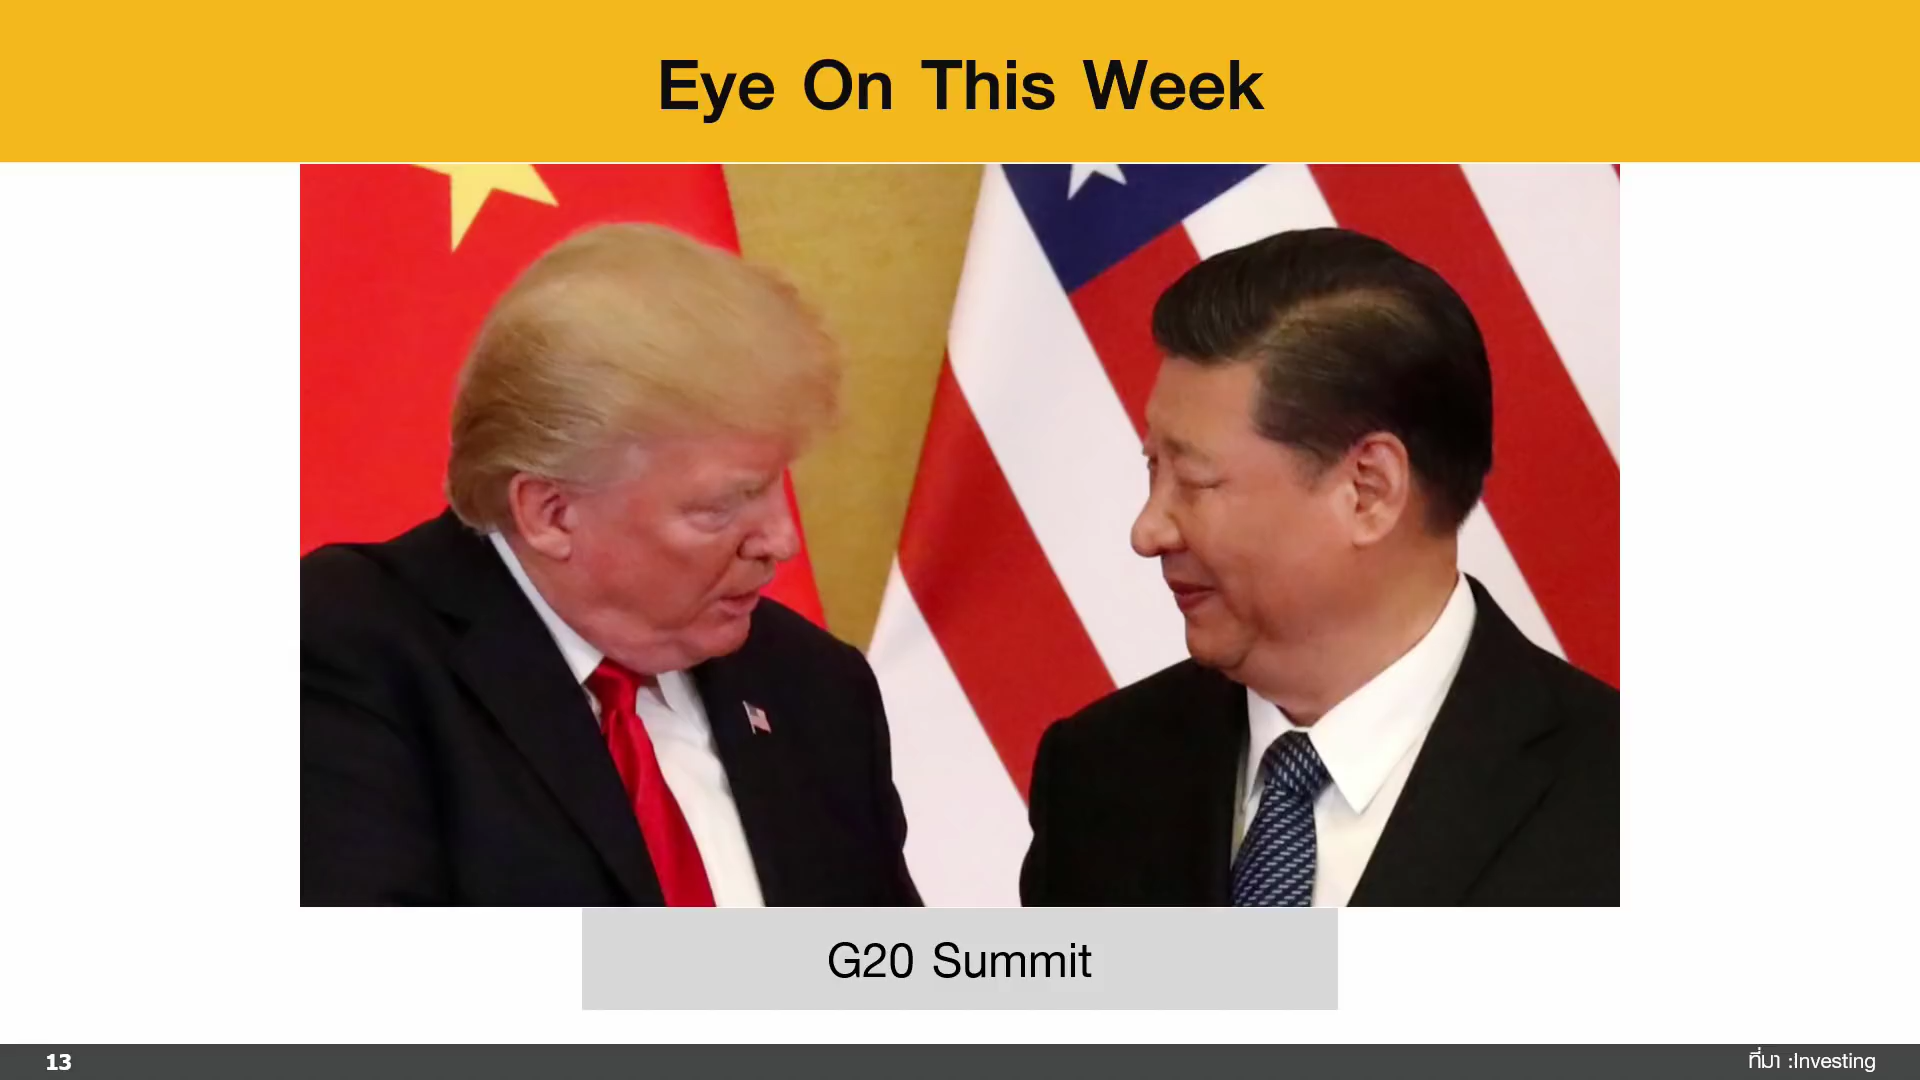 Eye On This Week
G20 Summit
13
ที่มา :Investing